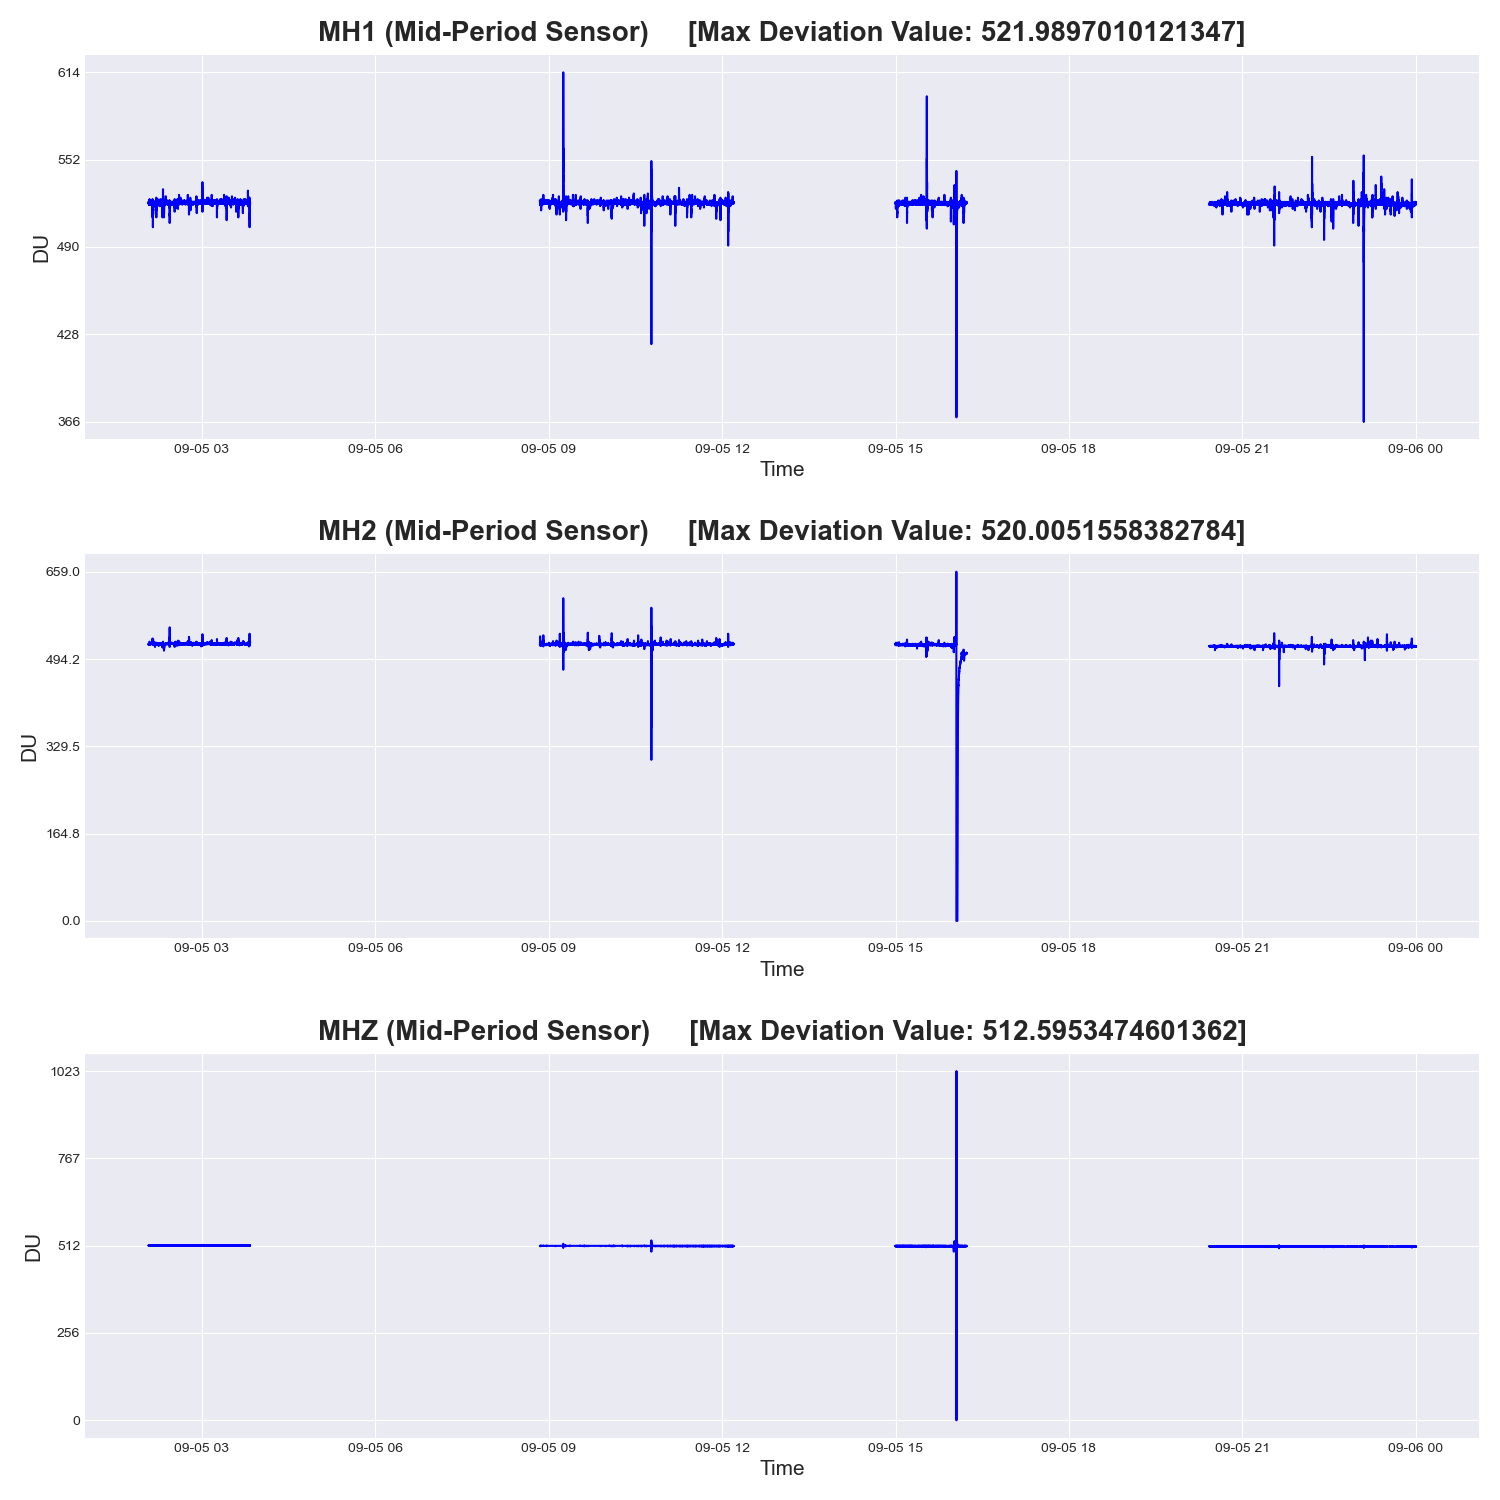 MH1 (Mid-Period Sensor) [Max Deviation Value: 521.9897010121347]
614
552
490
428
366
DU
09-05 03 09-05 06 09-05 09 09-05 12 09-05 15 09-05 18 09-05 21 09-06 00
Time
MH2 (Mid-Period Sensor) [Max Deviation Value: 520.0051558382784]
659.0
494.2
329.5
164.8
0.0
DU
09-05 03 09-05 06 09-05 09 09-05 12 09-05 15 09-05 18 09-05 21 09-06 00
Time
MHZ (Mid-Period Sensor) [Max Deviation Value: 512.5953474601362]
1023
767
512
256
0
DU
09-05 03 09-05 06 09-05 09 09-05 12 09-05 15 09-05 18 09-05 21 09-06 00
Time